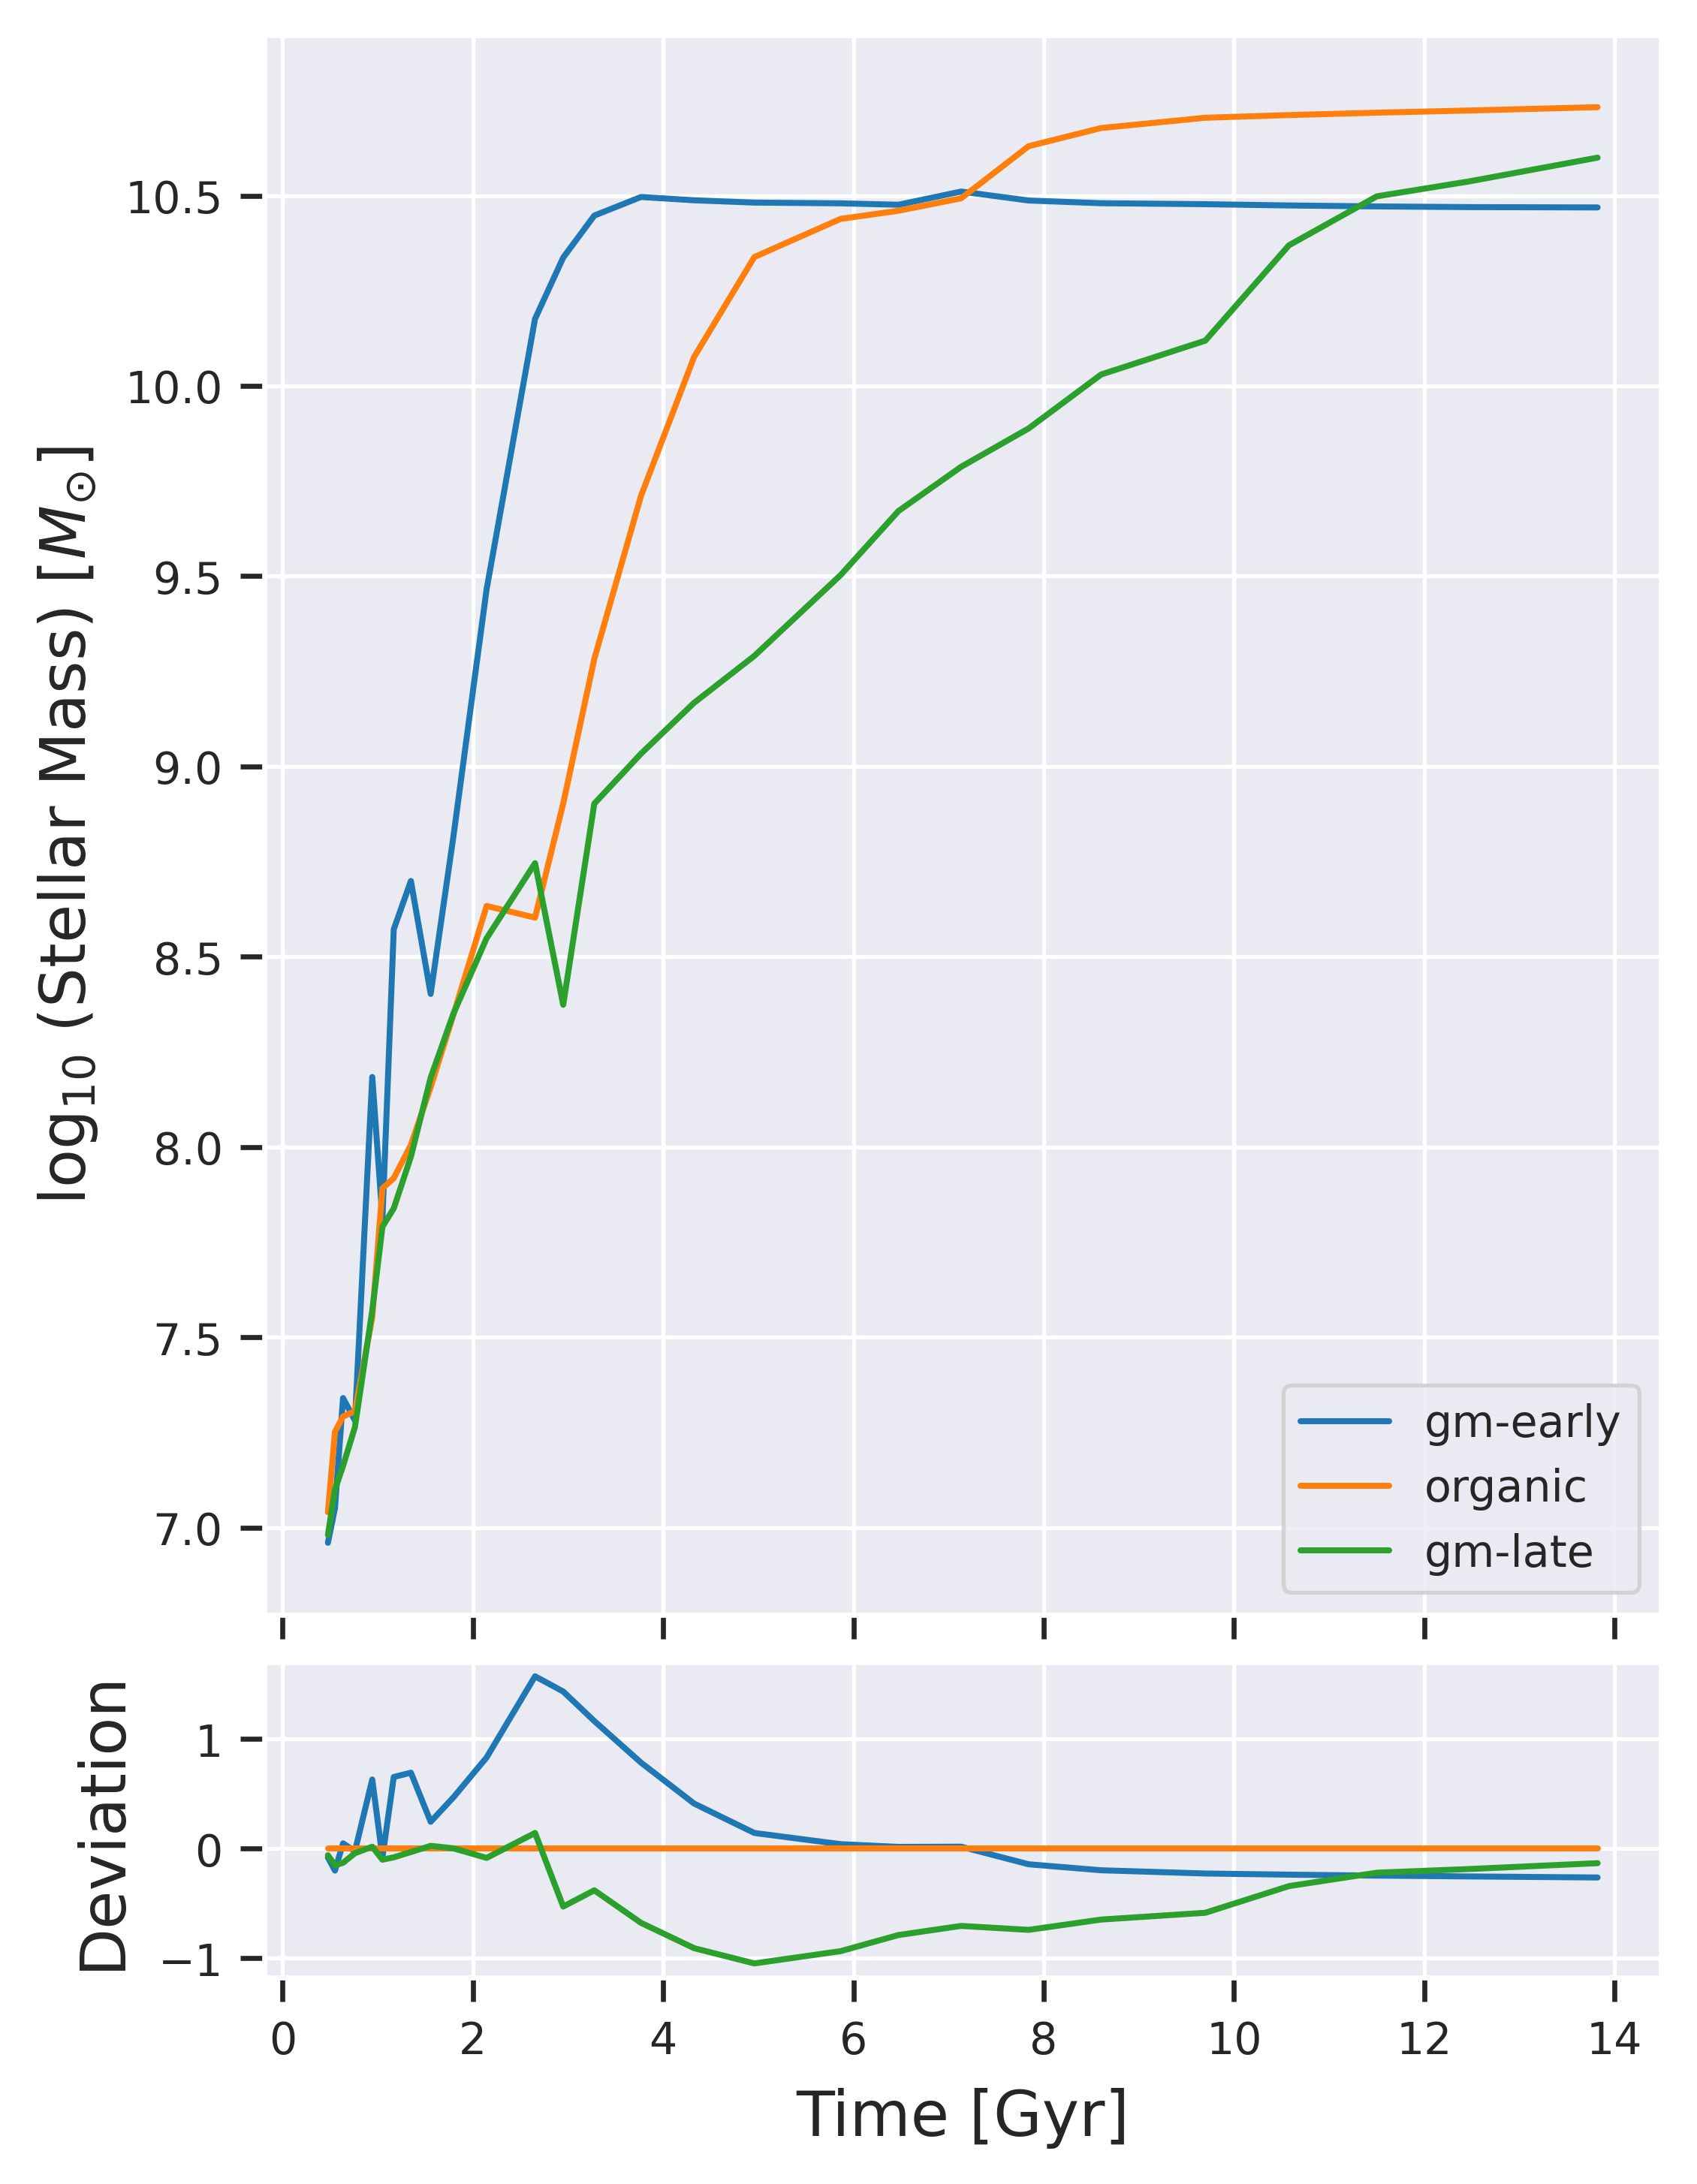 log₁₀ (Stellar Mass) [M⊙]
10.5
10.0
9.5
9.0
8.5
8.0
7.5
7.0
gm-early
organic
gm-late
Deviation
1
0
−1
0 2 4 6 8 10 12 14
Time [Gyr]